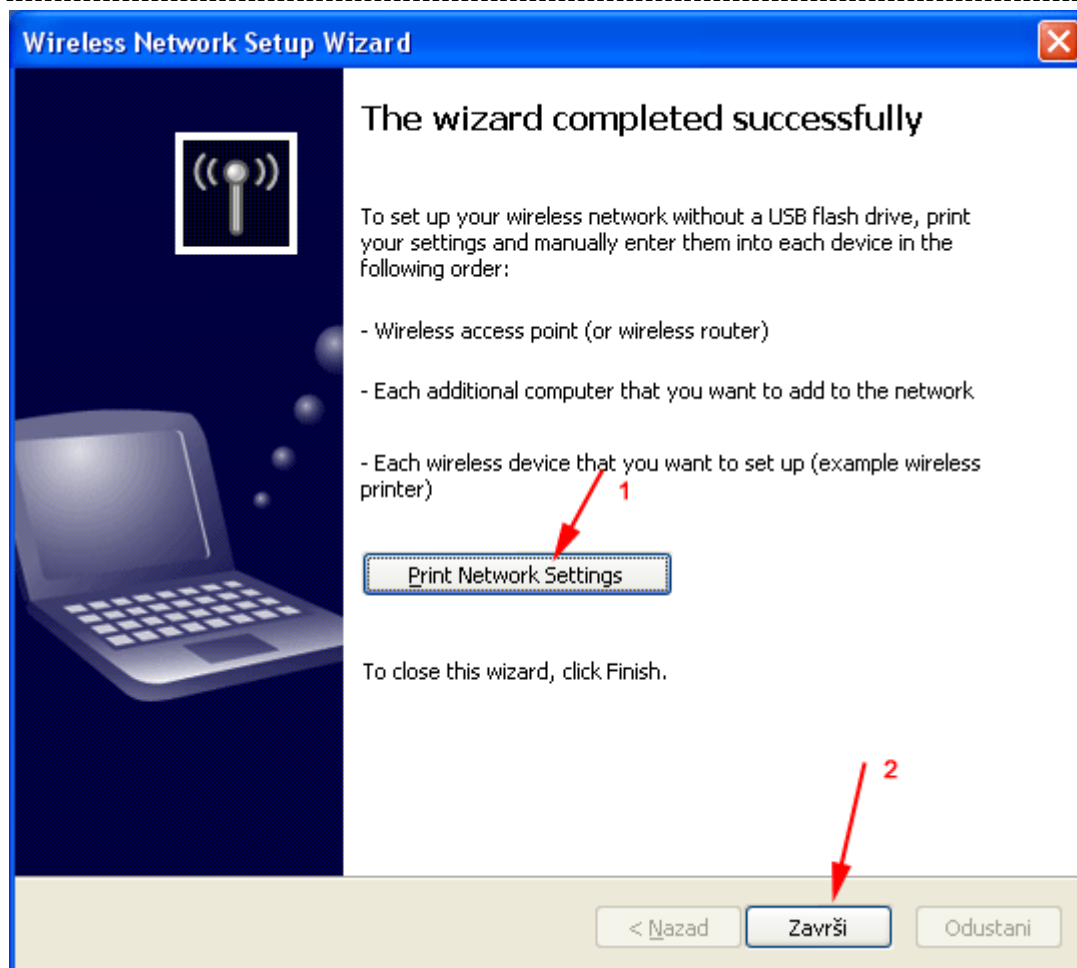 Wireless Network Setup Wizard
The wizard completed successfully
To set up your wireless network without a USB flash drive, print
your settings and manually enter them into each device in the
following order:
- Wireless access point (or wireless router)
- Each additional computer that you want to add to the network
- Each wireless device that you want to set up (example wireless
printer)
1
Print Network Settings
To close this wizard, click Finish.
2
< Nazad Završi Odustani